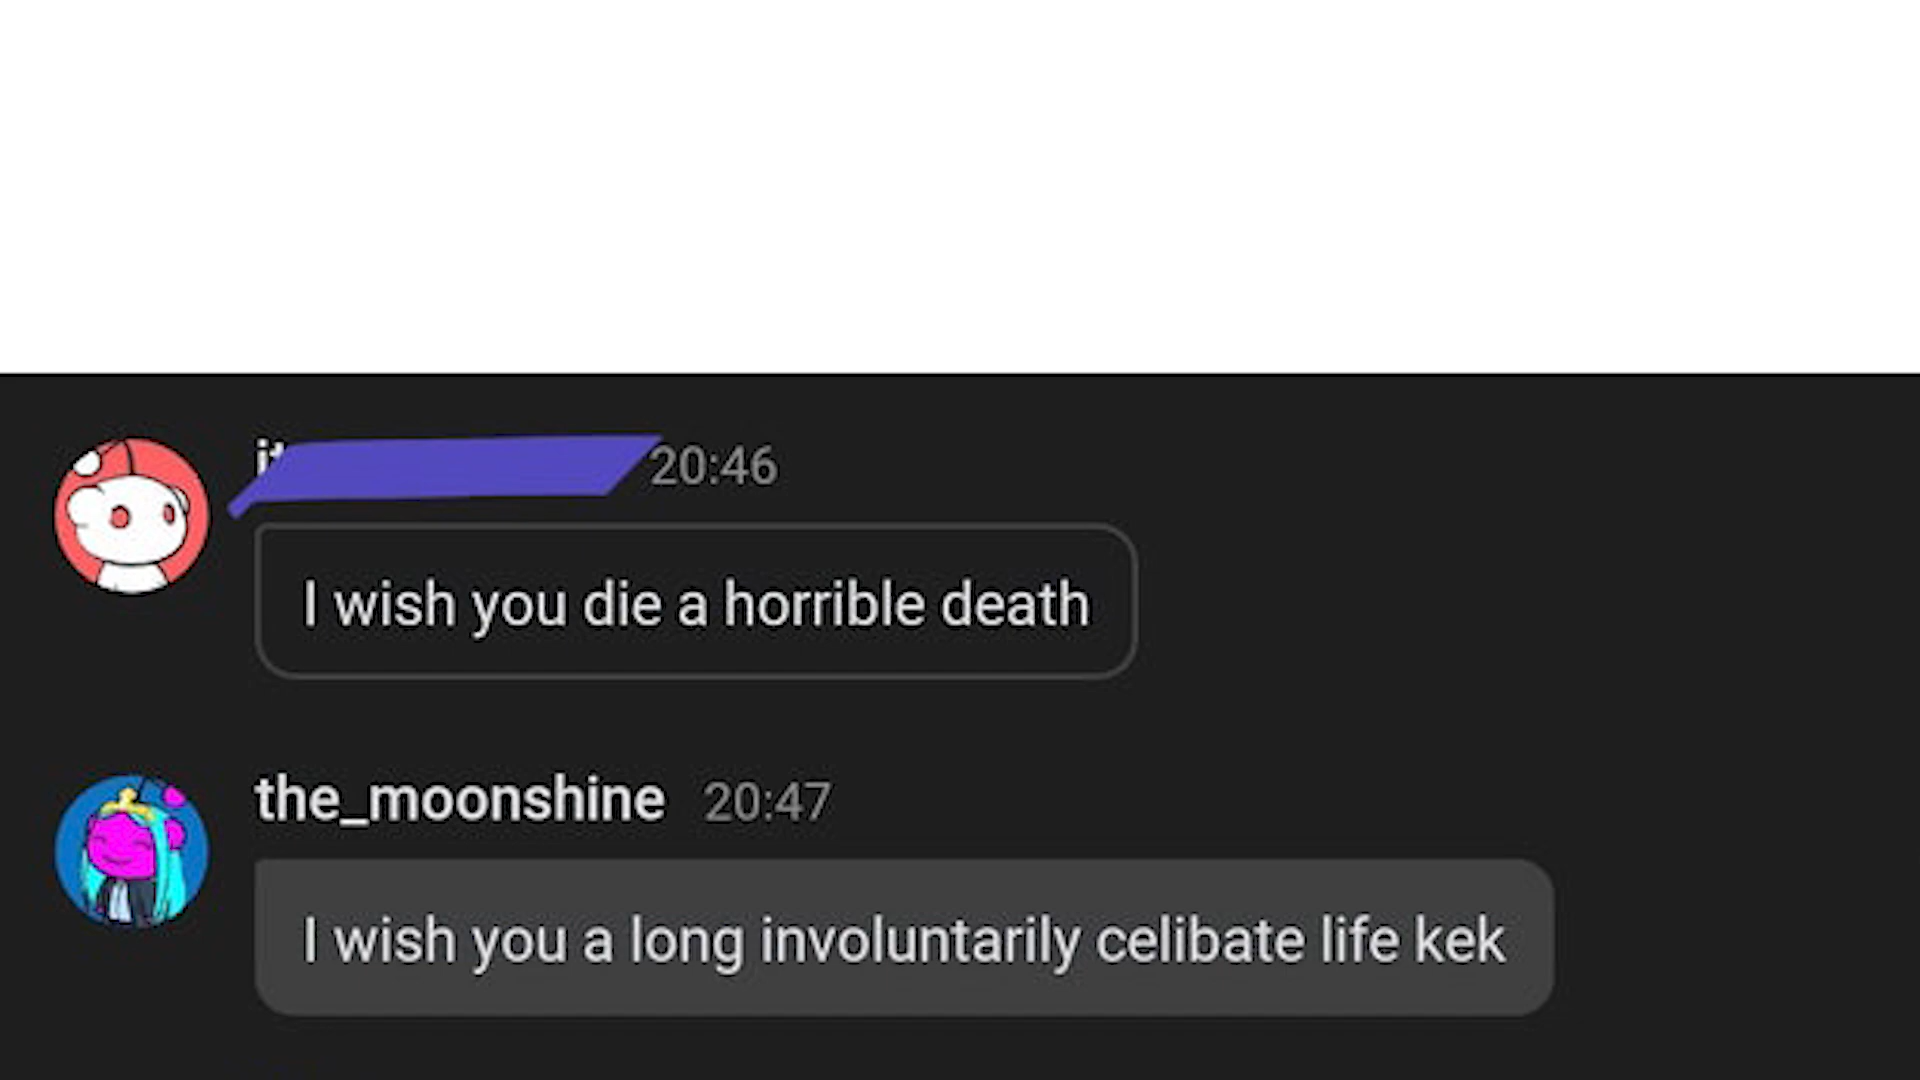 20:46
I wish you die a horrible death
the_moonshine 20:47
I wish you a long involuntarily celibate life kek